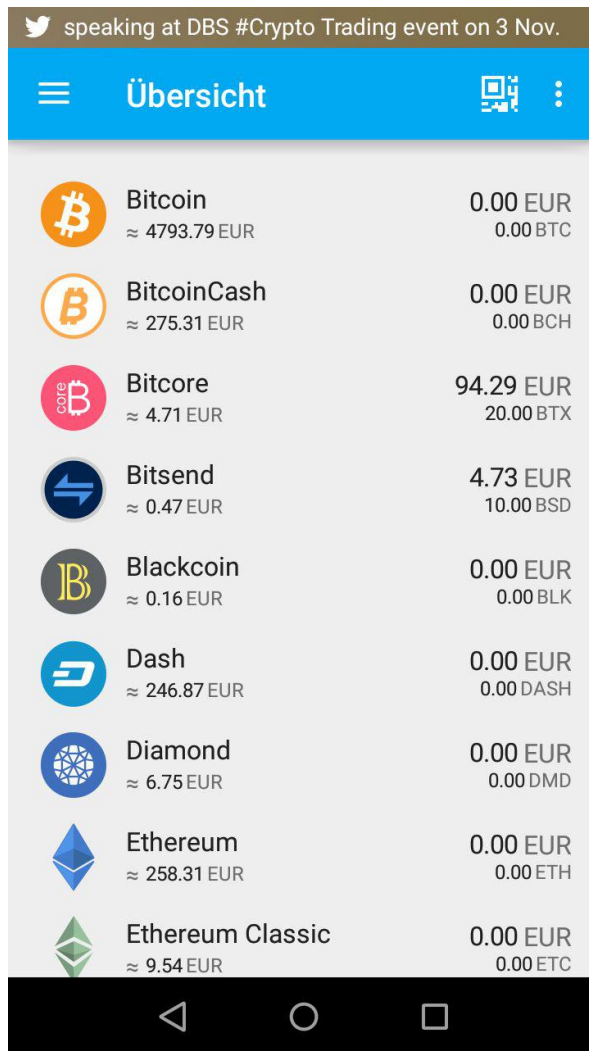 speaking at DBS #Crypto Trading event on 3 Nov.
Übersicht
Bitcoin 0.00 EUR
≈ 4793.79 EUR 0.00 BTC
BitcoinCash 0.00 EUR
≈ 275.31 EUR 0.00 BCH
core B Bitcore 94.29 EUR
≈ 4.71 EUR 20.00 BTX
Bitsend 4.73 EUR
≈ 0.47 EUR 10.00 BSD
B Blackcoin 0.00 EUR
≈ 0.16 EUR 0.00 BLK
Dash 0.00 EUR
≈ 246.87 EUR 0.00 DASH
Diamond 0.00 EUR
≈ 6.75 EUR 0.00 DMD
Ethereum 0.00 EUR
≈ 258.31 EUR 0.00 ETH
Ethereum Classic 0.00 EUR
≈ 9.54 EUR 0.00 ETC